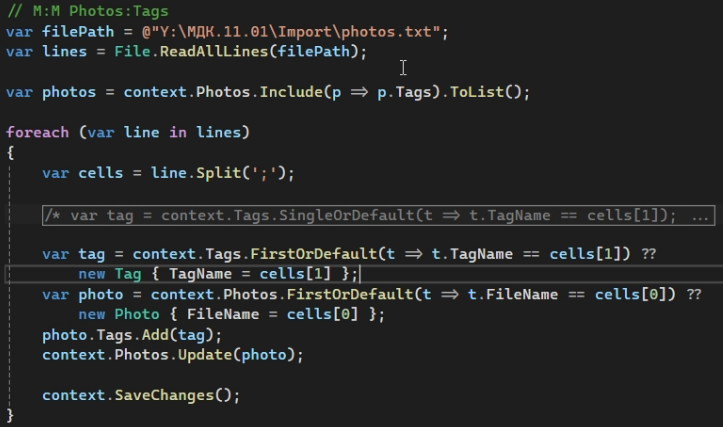 // M:M Photos:Tags
var filePath = @"Y:\МДК.11.01\Import\photos.txt";
var lines = File.ReadAllLines(filePath);
var photos = context.Photos.Include(p => p.Tags).ToList();
foreach (var line in lines)
{
var cells = line.Split(';');
/* var tag = context.Tags.SingleOrDefault(t => t.TagName == cells[1]); ...
var tag = context.Tags.FirstOrDefault(t => t.TagName == cells[1]) ??
new Tag { TagName = cells[1] };
var photo = context.Photos.FirstOrDefault(t => t.FileName == cells[0]) ??
new Photo { FileName = cells[0] };
photo.Tags.Add(tag);
context.Photos.Update(photo);
context.SaveChanges();
}